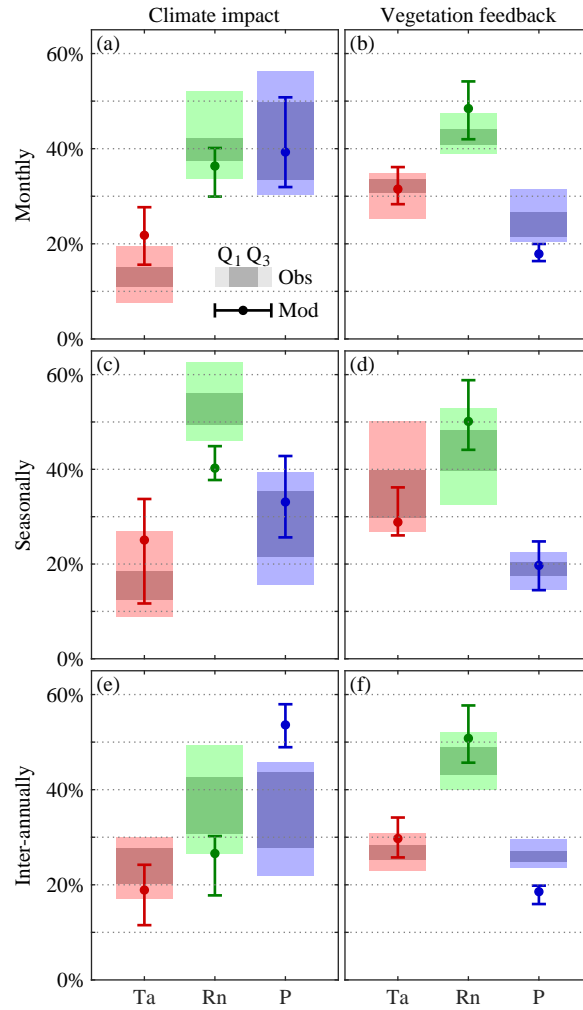 Climate impact
Vegetation feedback
(a)
(b)
60%
40%
20%
0%
Monthly
Q1 Q3
Obs
Mod
(c)
(d)
60%
40%
20%
0%
Seasonally
(e)
(f)
60%
40%
20%
0%
Inter-annually
Ta Rn P
Ta Rn P